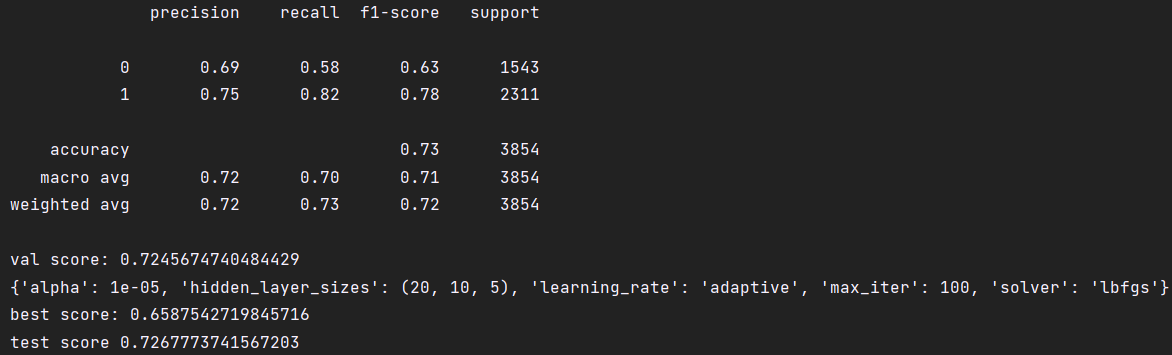 precision recall f1-score support
0 0.69 0.58 0.63 1543
1 0.75 0.82 0.78 2311
accuracy 0.73 3854
macro avg 0.72 0.70 0.71 3854
weighted avg 0.72 0.73 0.72 3854
val score: 0.7245674740484429
{'alpha': 1e-05, 'hidden_layer_sizes': (20, 10, 5), 'learning_rate': 'adaptive', 'max_iter': 100, 'solver': 'lbfgs'}
best score: 0.6587542719845716
test score 0.7267773741567203